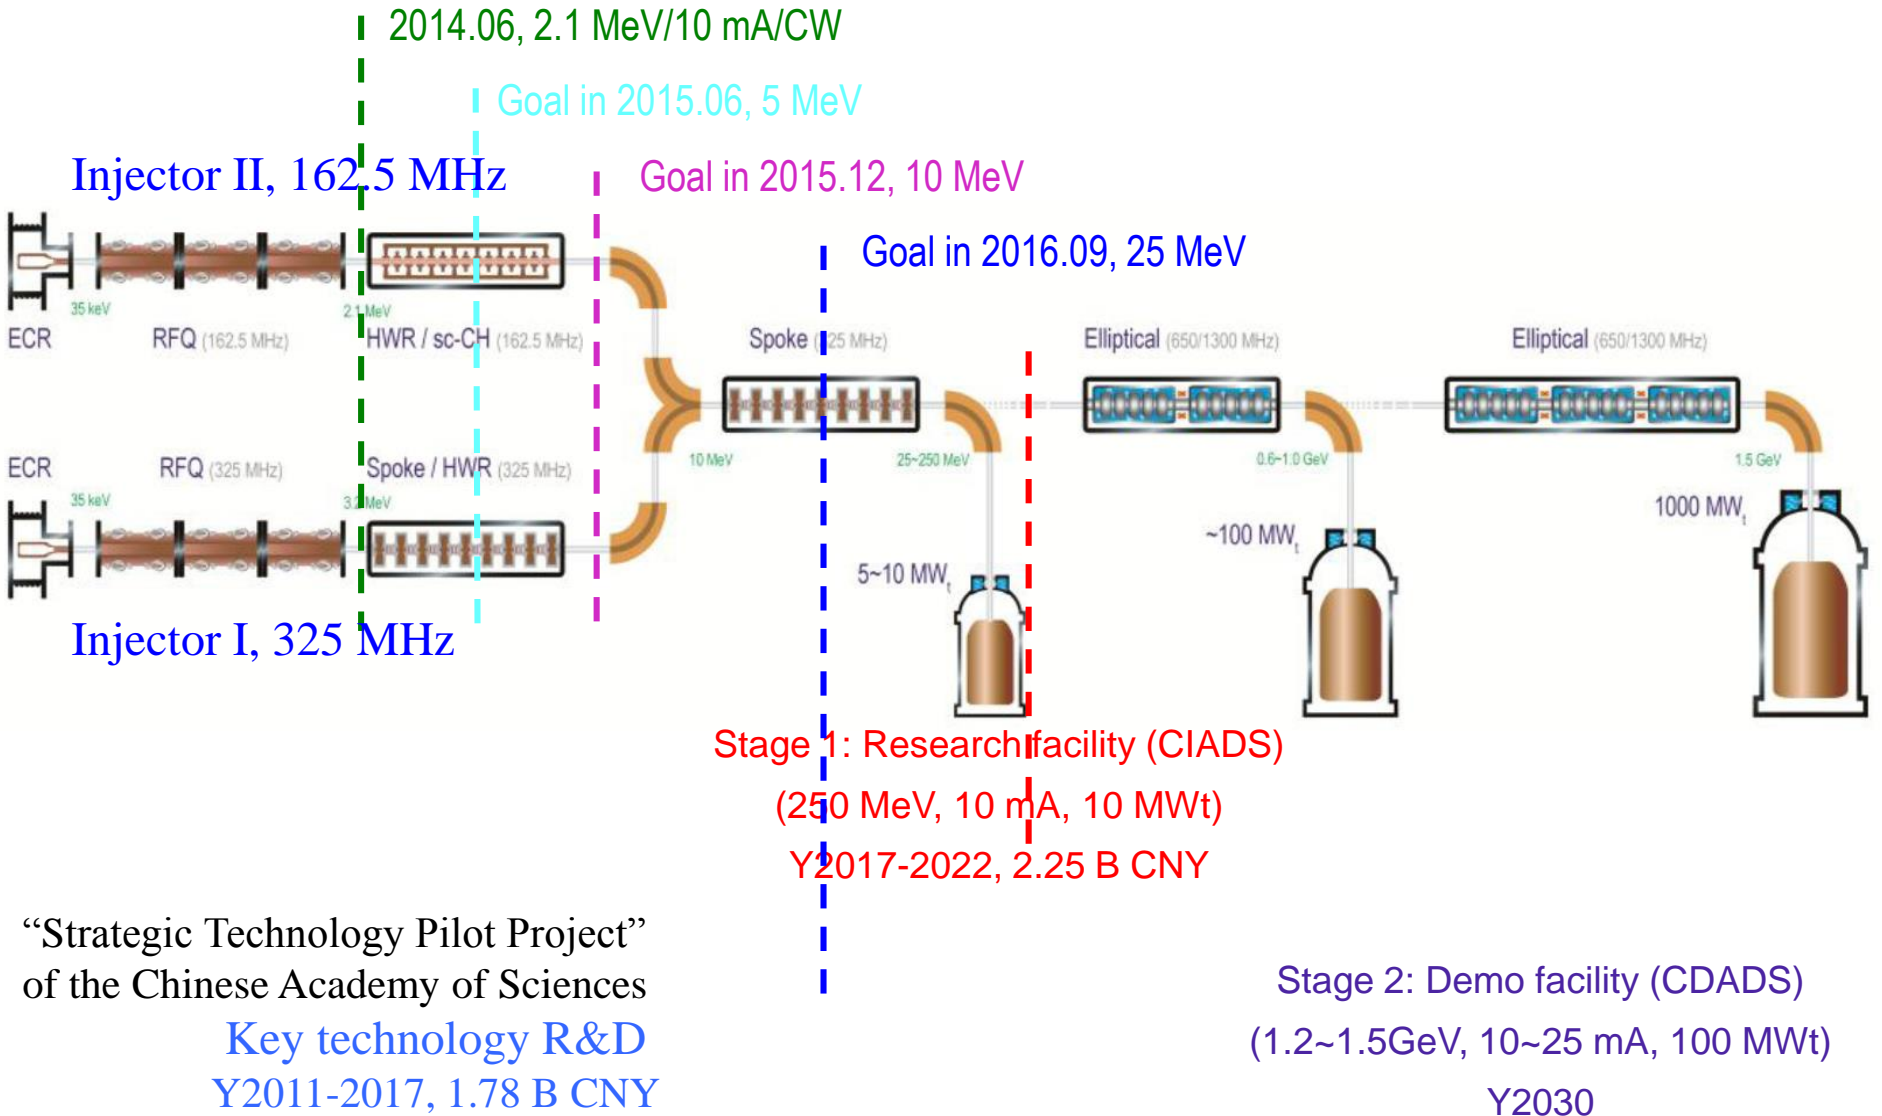 2014.06, 2.1 MeV/10 mA/CW
Goal in 2015.06, 5 MeV
Injector II, 162.5 MHz
Goal in 2015.12, 10 MeV
Goal in 2016.09, 25 MeV
35 keV
2.1 MeV
ECR
RFQ (162.5 MHz)
HWR / sc-CH (162.5 MHz)
Spoke (325 MHz)
Elliptical (650/1300 MHz)
Elliptical (650/1300 MHz)
10 MeV
25~250 MeV
0.6~1.0 GeV
1.5 GeV
ECR
RFQ (325 MHz)
Spoke / HWR (325 MHz)
35 keV
3.2 MeV
1000 MWt
~100 MWt
5~10 MWt
Injector I, 325 MHz
Stage 1: Research facility (CIADS)
(250 MeV, 10 mA, 10 MWt)
Y2017-2022, 2.25 B CNY
“Strategic Technology Pilot Project”
of the Chinese Academy of Sciences
Key technology R&D
Y2011-2017, 1.78 B CNY
Stage 2: Demo facility (CDADS)
(1.2~1.5GeV, 10~25 mA, 100 MWt)
Y2030